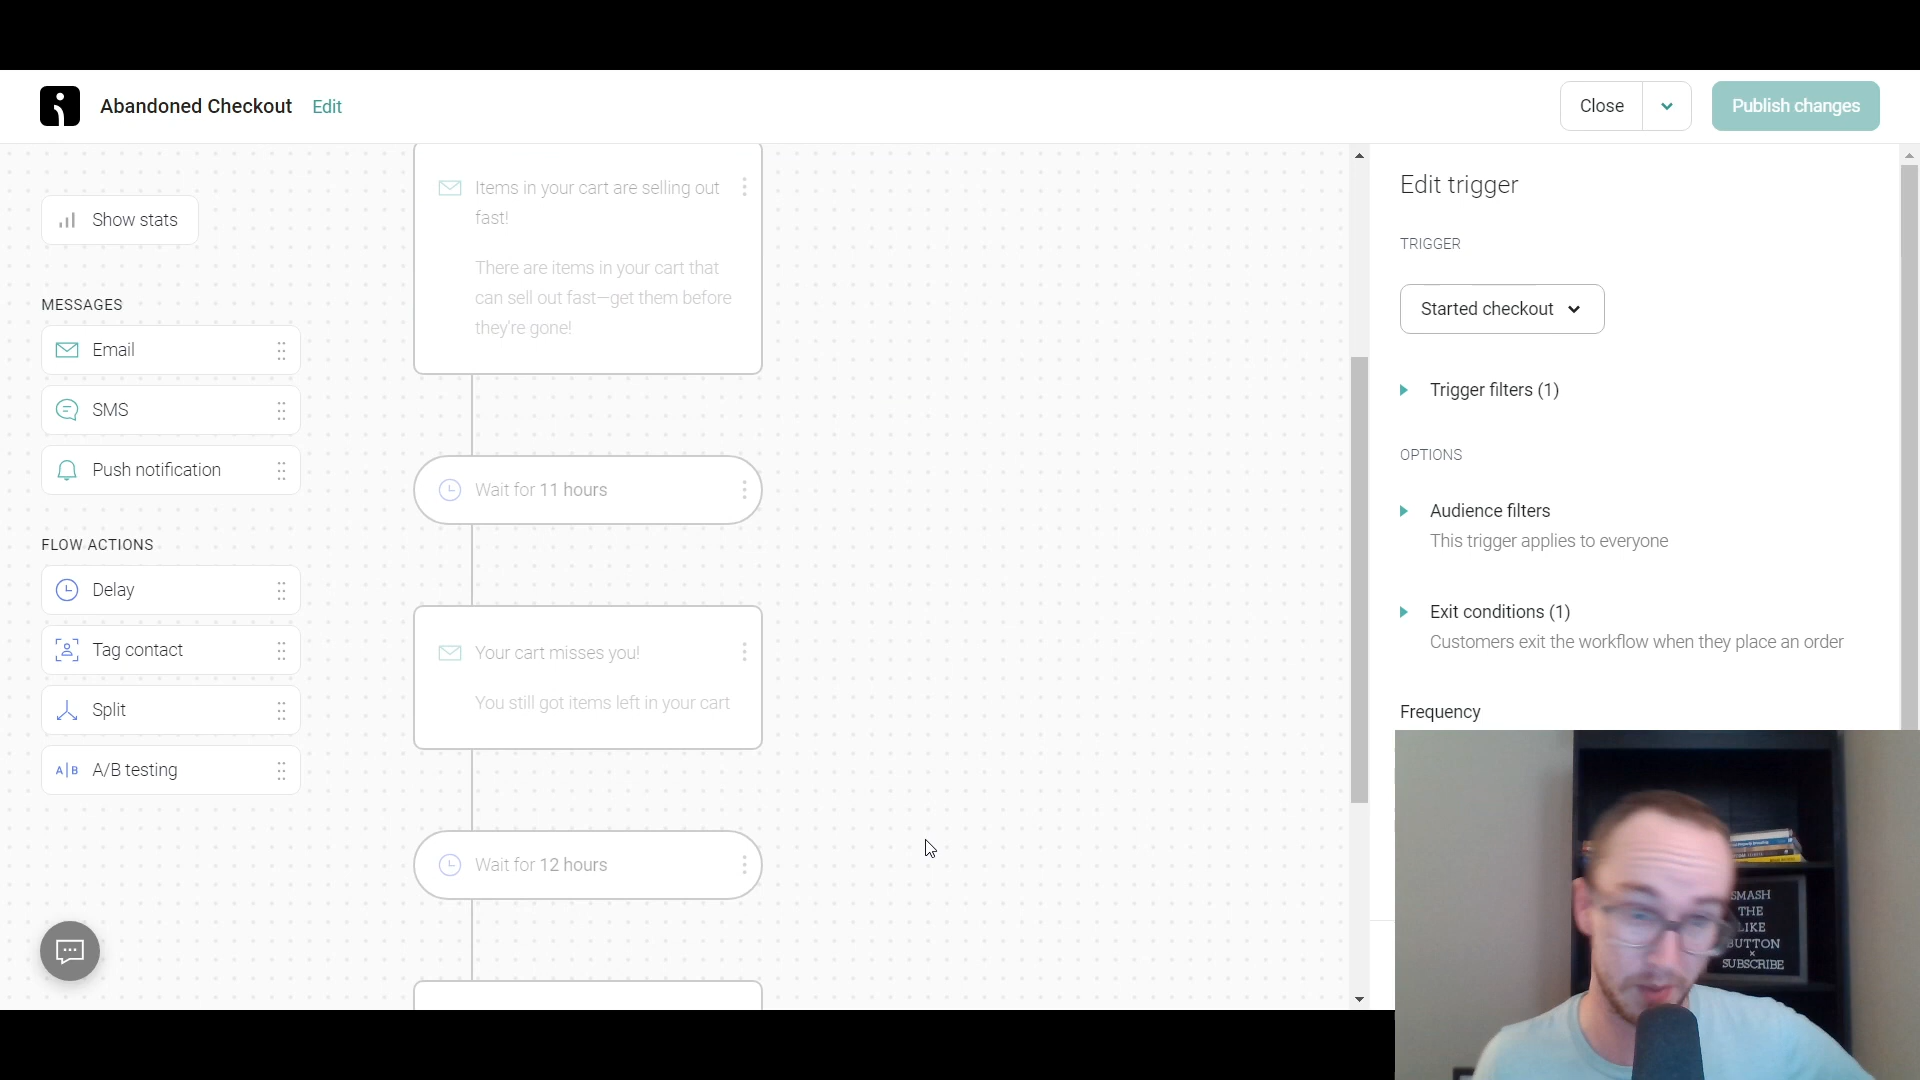 Abandoned Checkout Edit
Close
Publish changes
Show stats
MESSAGES
Email
SMS
Push notification
FLOW ACTIONS
Delay
Tag contact
Split
A|B A/B testing
Items in your cart are selling out
fast!
There are items in your cart that
can sell out fast—get them before
they're gone!
Wait for 11 hours
Your cart misses you!
You still got items left in your cart
Wait for 12 hours
Edit trigger
TRIGGER
Started checkout
Trigger filters (1)
OPTIONS
Audience filters
This trigger applies to everyone
Exit conditions (1)
Customers exit the workflow when they place an order
Frequency
SMASH
THE
LIKE
BUTTON
×
SUBSCRIBE